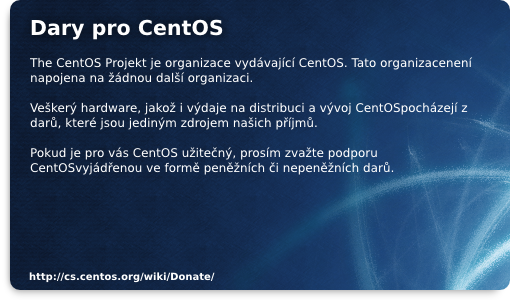 Dary pro CentOS
The CentOS Projekt je organizace vydávající CentOS. Tato organizacenení
napojena na žádnou další organizaci.
Veškerý hardware, jakož i výdaje na distribuci a vývoj CentOSpocházejí z
darů, které jsou jediným zdrojem našich příjmů.
Pokud je pro vás CentOS užitečný, prosím zvažte podporu
CentOSvyjádřenou ve formě peněžních či nepeněžních darů.
http://cs.centos.org/wiki/Donate/